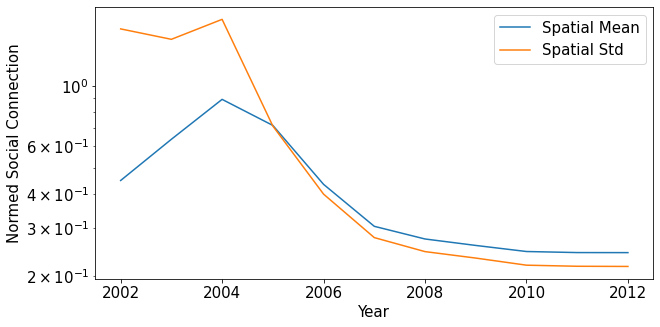 Spatial Mean
Spatial Std
Normed Social Connection
10⁰
6 × 10⁻¹
4 × 10⁻¹
3 × 10⁻¹
2 × 10⁻¹
2002 2004 2006 2008 2010 2012
Year